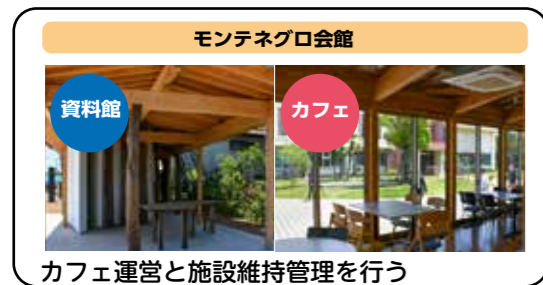 モンテネグロ会館
資料館
カフェ
カフェ運営と施設維持管理を行う